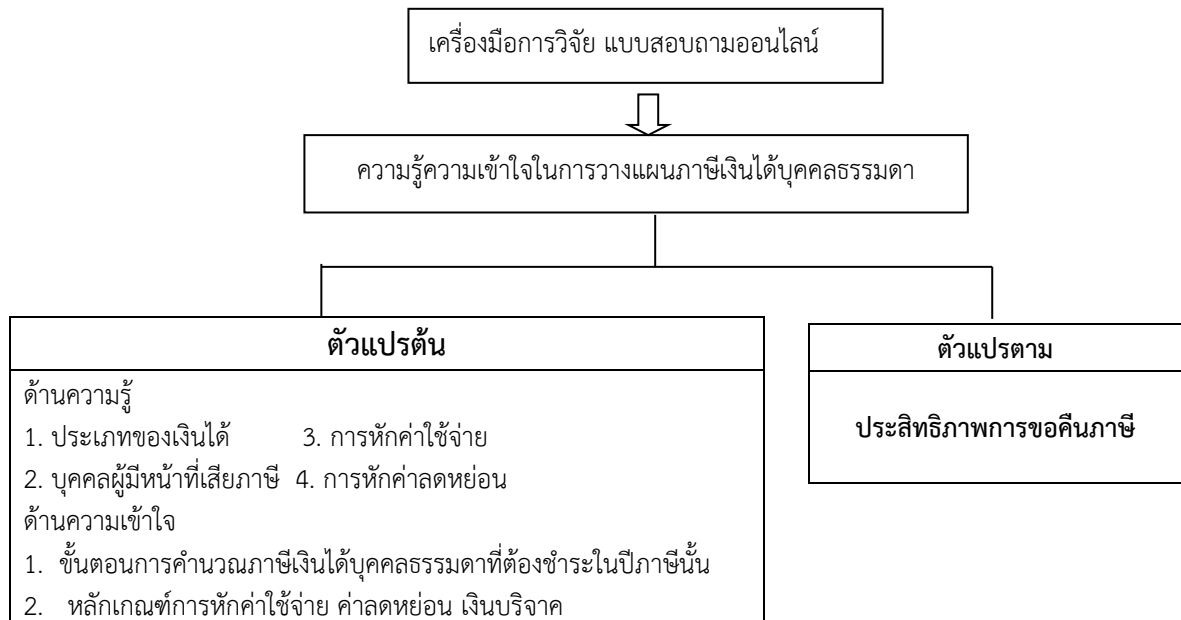 เครื่องมือการวิจัย แบบสอบถามออนไลน์
ความรู้ความเข้าใจในการวางแผนภาษีเงินได้บุคคลธรรมดา
ตัวแปรต้น
ด้านความรู้
1. ประเภทของเงินได้ 3. การหักค่าใช้จ่าย
2. บุคคลผู้มีหน้าที่เสียภาษี 4. การหักค่าลดหย่อน
ด้านความเข้าใจ
1. ขั้นตอนการคำนวณภาษีเงินได้บุคคลธรรมดาที่ต้องชำระในปีภาษีนั้น
2. หลักเกณฑ์การหักค่าใช้จ่าย ค่าลดหย่อน เงินบริจาค
ตัวแปรตาม
ประสิทธิภาพการขอคืนภาษี